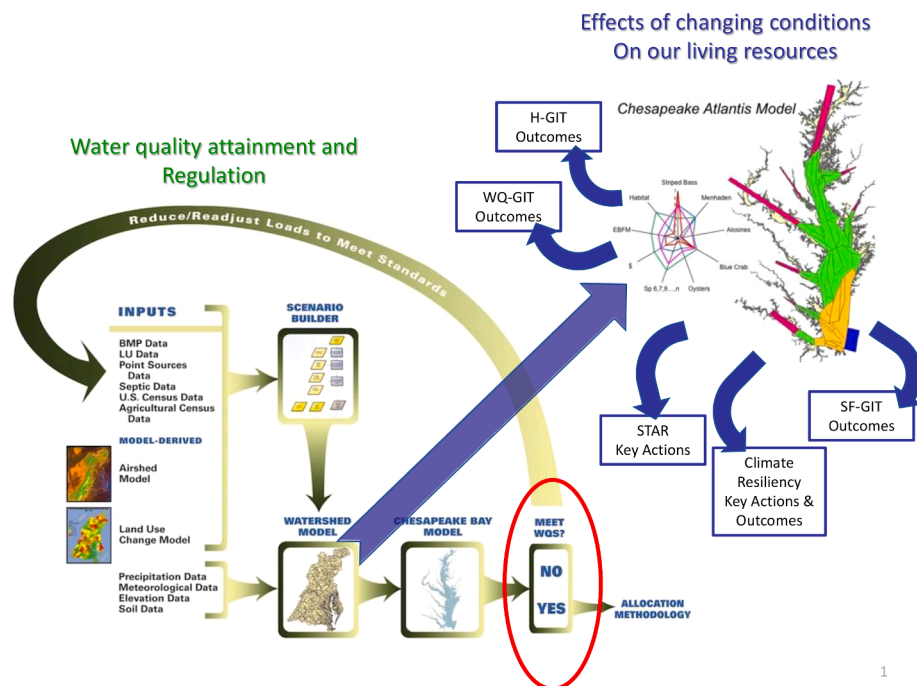 Effects of changing conditions
On our living resources
Chesapeake Atlantis Model
H-GIT
Outcomes
WQ-GIT
Outcomes
Striped Bass
Habitat
Menhaden
EBFM
Alosines
$
Blue Crab
Sp 6,7,8...,n
Oysters
STAR
Key Actions
Climate
Resiliency
Key Actions &
Outcomes
SF-GIT
Outcomes
Water quality attainment and
Regulation
Reduce/Readjust Loads to Meet Standards
INPUTS
BMP Data
LU Data
Point Sources
Data
Septic Data
U.S. Census Data
Agricultural Census
Data
MODEL-DERIVED
Airshed
Model
Land Use
Change Model
Precipitation Data
Meteorological Data
Elevation Data
Soil Data
SCENARIO
BUILDER
WATERSHED
MODEL
CHESAPEAKE BAY
MODEL
MEET
WQS?
NO
YES
ALLOCATION
METHODOLOGY
1